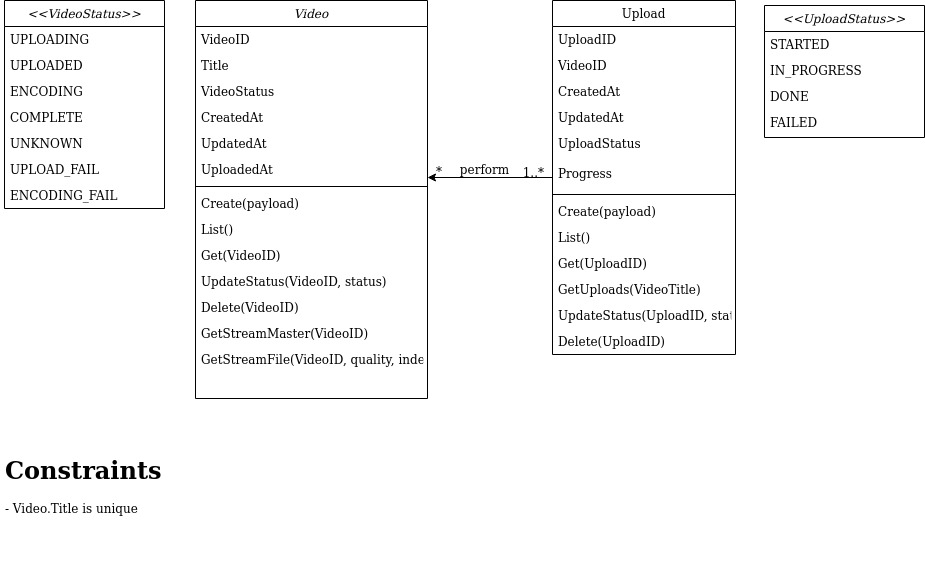 <<VideoStatus>>
UPLOADING
UPLOADED
ENCODING
COMPLETE
UNKNOWN
UPLOAD_FAIL
ENCODING_FAIL
Video
VideoID
Title
VideoStatus
CreatedAt
UpdatedAt
UploadedAt
Create(payload)
List()
Get(VideoID)
UpdateStatus(VideoID, status)
Delete(VideoID)
GetStreamMaster(VideoID)
GetStreamFile(VideoID, quality, inde
* perform 1..*
Upload
UploadID
VideoID
CreatedAt
UpdatedAt
UploadStatus
Progress
Create(payload)
List()
Get(UploadID)
GetUploads(VideoTitle)
UpdateStatus(UploadID, stat
Delete(UploadID)
<<UploadStatus>>
STARTED
IN_PROGRESS
DONE
FAILED
Constraints
- Video.Title is unique